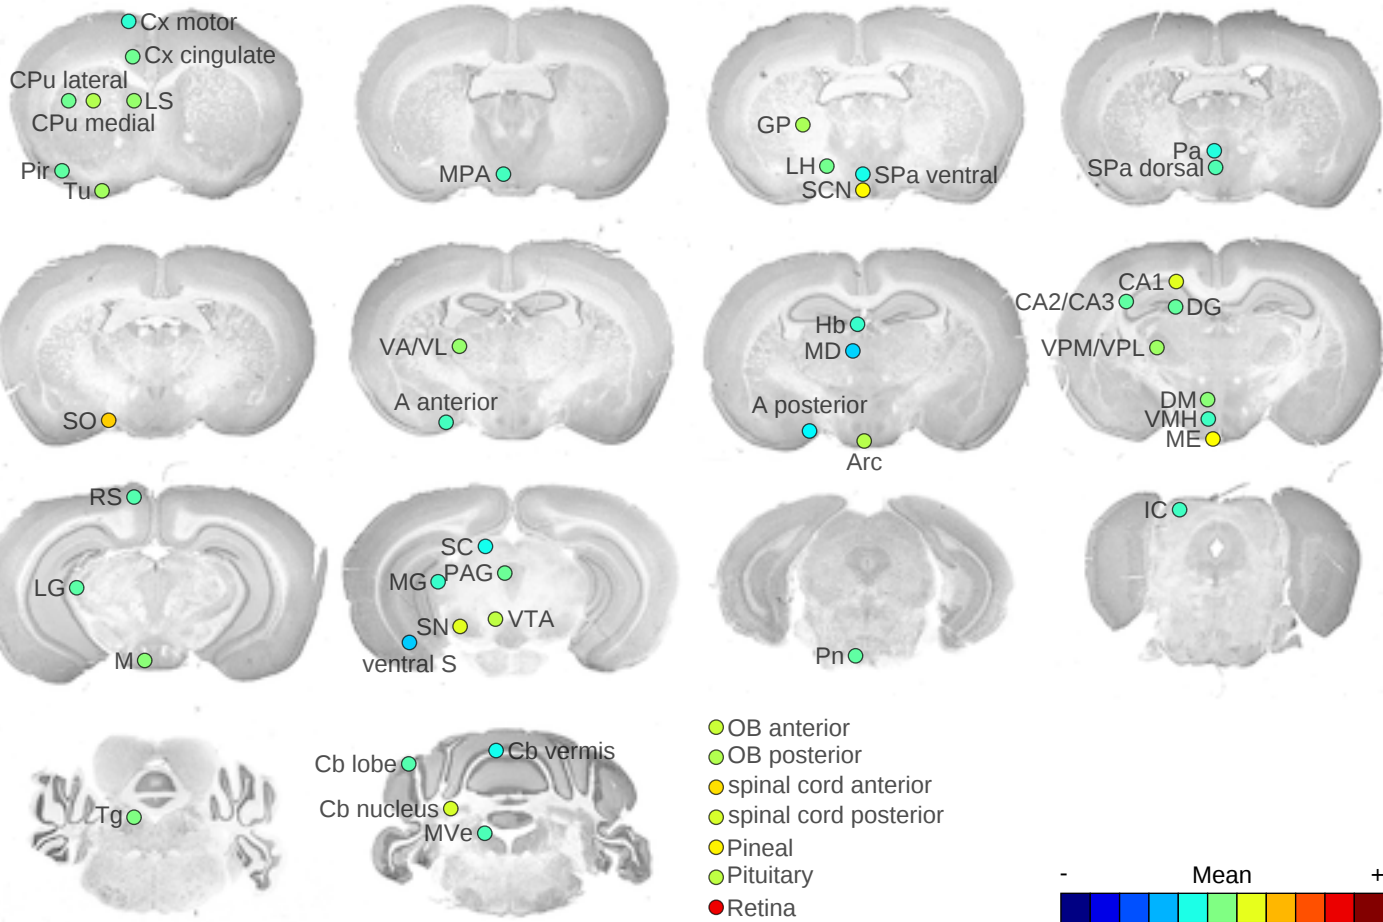 Cx motor
Cx cingulate
CPu lateral
LS
CPu medial
Pir
Tu
MPA
GP
LH
SPa ventral
SCN
Pa
SPa dorsal
SO
VA/VL
A anterior
Hb
MD
A posterior
Arc
CA1
CA2/CA3
DG
VPM/VPL
DM
VMH
ME
RS
LG
M
SC
MG
PAG
SN
VTA
ventral S
Pn
IC
Tg
Cb lobe
Cb vermis
Cb nucleus
MVe
OB anterior
OB posterior
spinal cord anterior
spinal cord posterior
Pineal
Pituitary
Retina
- Mean +